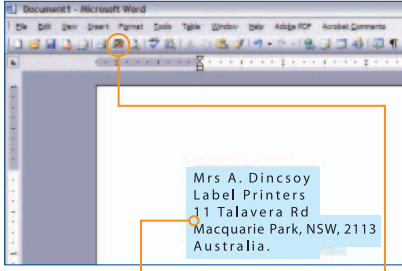 Document1 - Microsoft Word
File Edit View Insert Format Tools Table Window Help Adobe PDF Acrobat Comments
Mrs A. Dincsoy
Label Printers
11 Talavera Rd
Macquarie Park, NSW, 2113
Australia.